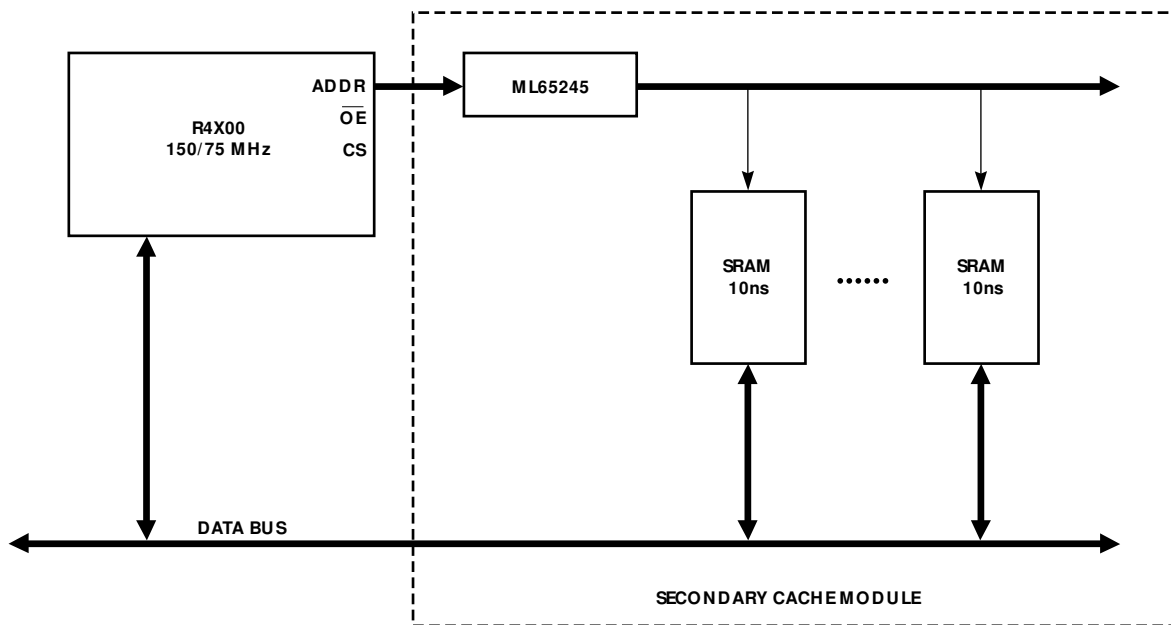 ADDR
ML65245
OE
R4X00
150/75 MHz
CS
SRAM
10ns
SRAM
10ns
DATA BUS
SECONDARY CACHE MODULE